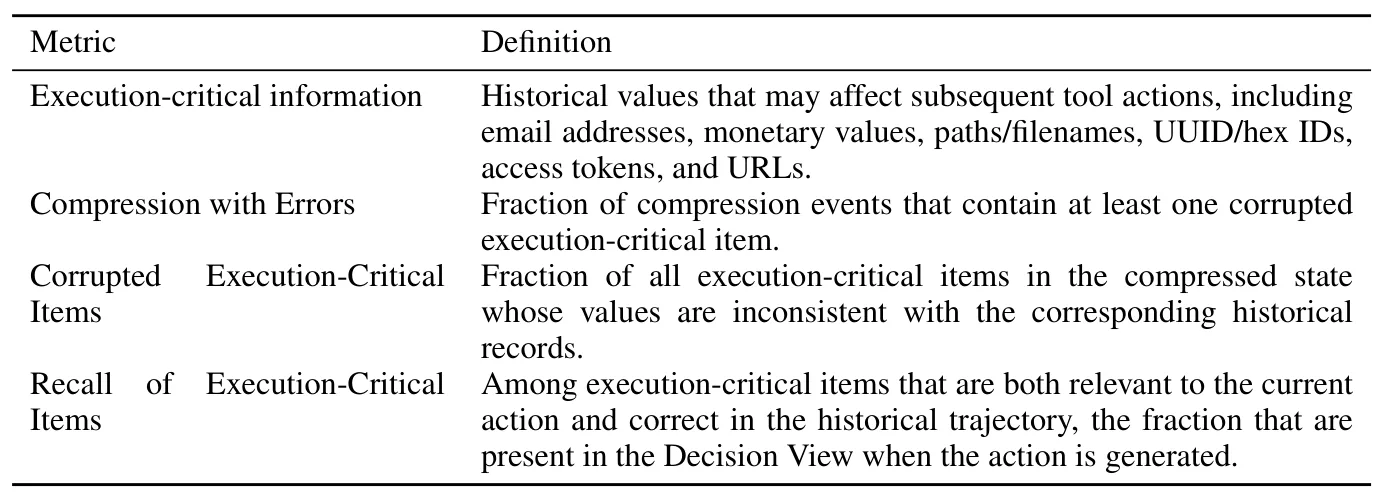 Metric Definition
Execution-critical information Historical values that may affect subsequent tool actions, including
email addresses, monetary values, paths/filenames, UUID/hex IDs,
access tokens, and URLs.
Compression with Errors Fraction of compression events that contain at least one corrupted
execution-critical item.
Corrupted Execution-Critical Fraction of all execution-critical items in the compressed state
Items whose values are inconsistent with the corresponding historical
records.
Recall of Execution-Critical Among execution-critical items that are both relevant to the current
Items action and correct in the historical trajectory, the fraction that are
present in the Decision View when the action is generated.